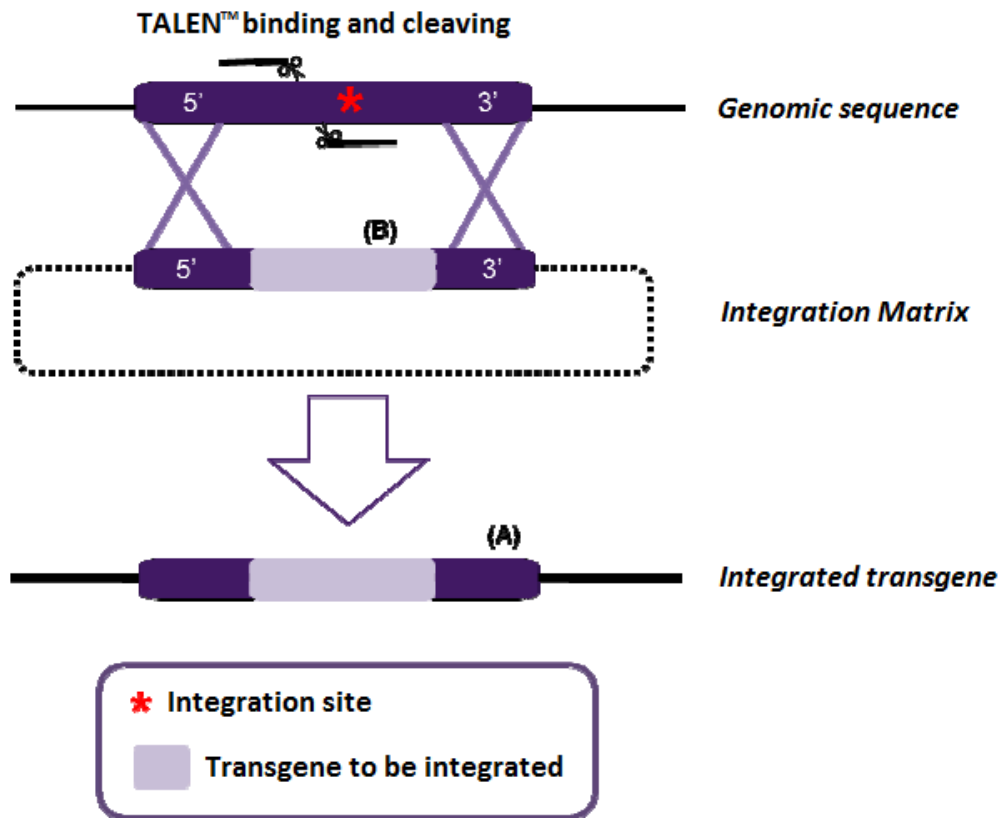 TALEN™ binding and cleaving
5' * 3'
Genomic sequence
(B)
5' 3'
Integration Matrix
(A)
Integrated transgene
* Integration site
Transgene to be integrated